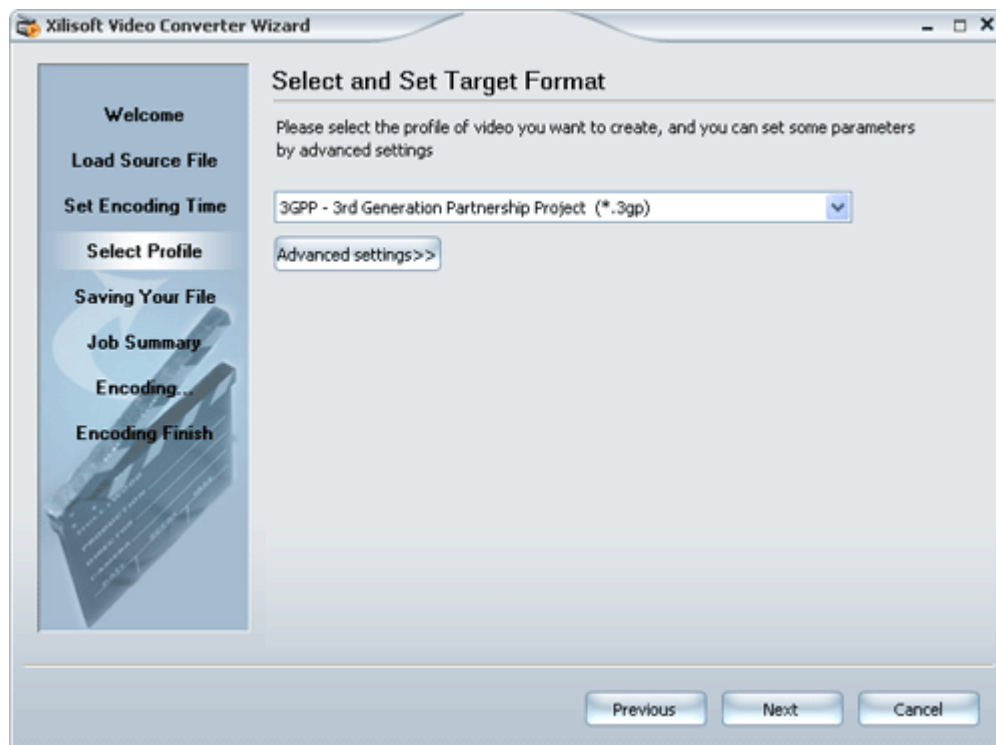 Xilisoft Video Converter Wizard
Welcome
Load Source File
Set Encoding Time
Select Profile
Saving Your File
Job Summary
Encoding...
Encoding Finish
Select and Set Target Format
Please select the profile of video you want to create, and you can set some parameters
by advanced settings
3GPP - 3rd Generation Partnership Project (*.3gp)
Advanced settings>>
Previous
Next
Cancel